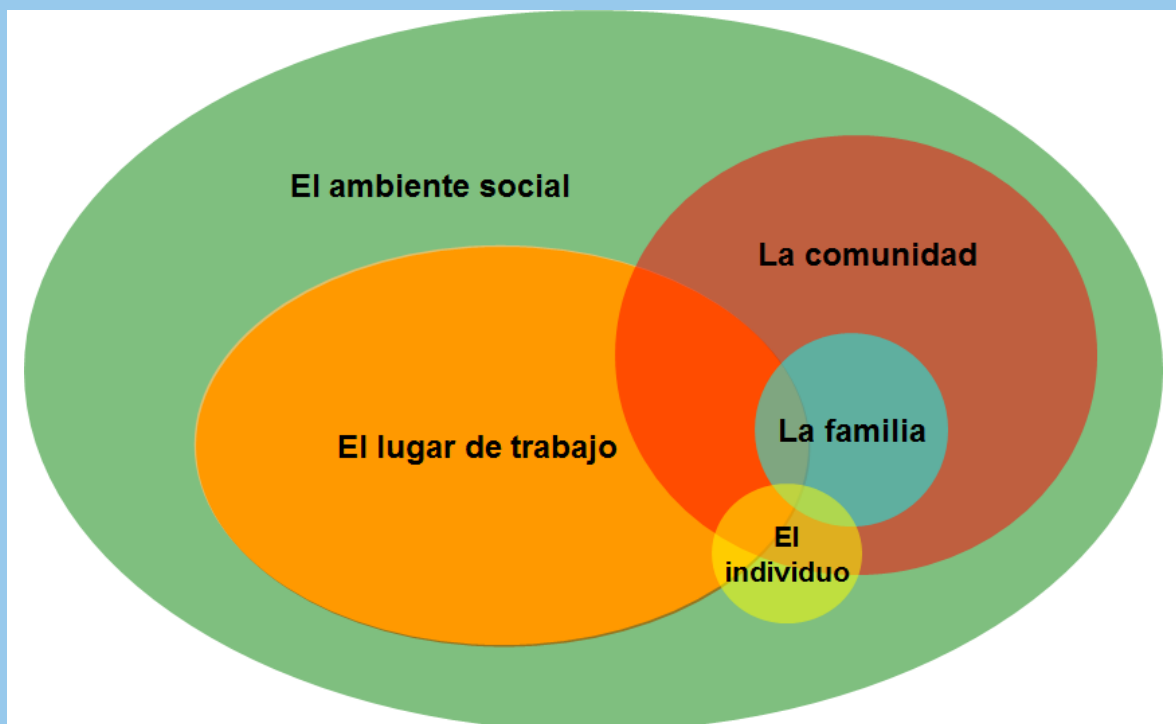 El ambiente social
La comunidad
La familia
El lugar de trabajo
El
individuo